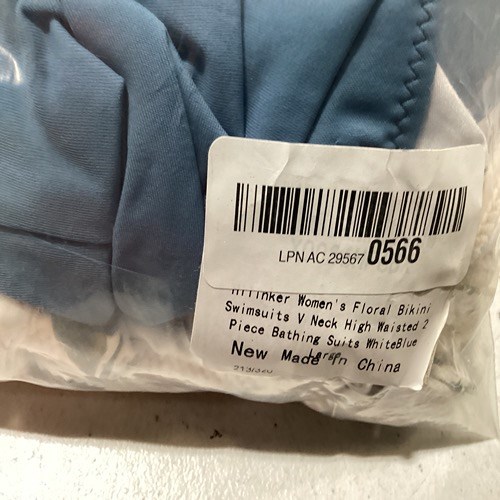 LPN AC 29567 0566
Women's Floral Bikini
Swimsuits V Neck High Waisted 2
Piece Bathing Suits WhiteBlue
Large
New Made in China